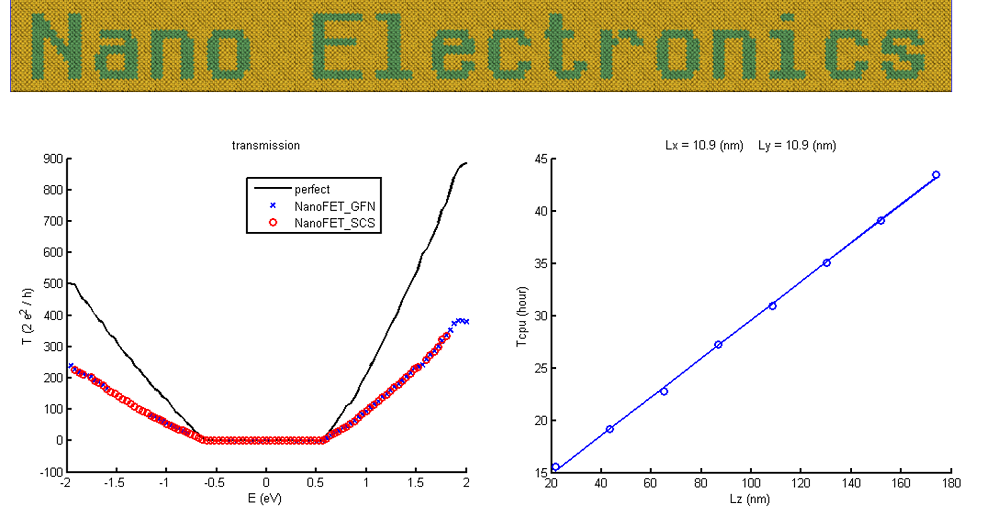 Nano Electronics
transmission
900
800
700
600
500
400
300
200
100
0
-100
T (2 e² / h)
perfect
NanoFET_GFN
NanoFET_SCS
-2 -1.5 -1 -0.5 0 0.5 1 1.5 2
E (eV)
Lx = 10.9 (nm) Ly = 10.9 (nm)
45
40
35
30
25
20
15
Tcpu (hour)
20 40 60 80 100 120 140 160 180
Lz (nm)